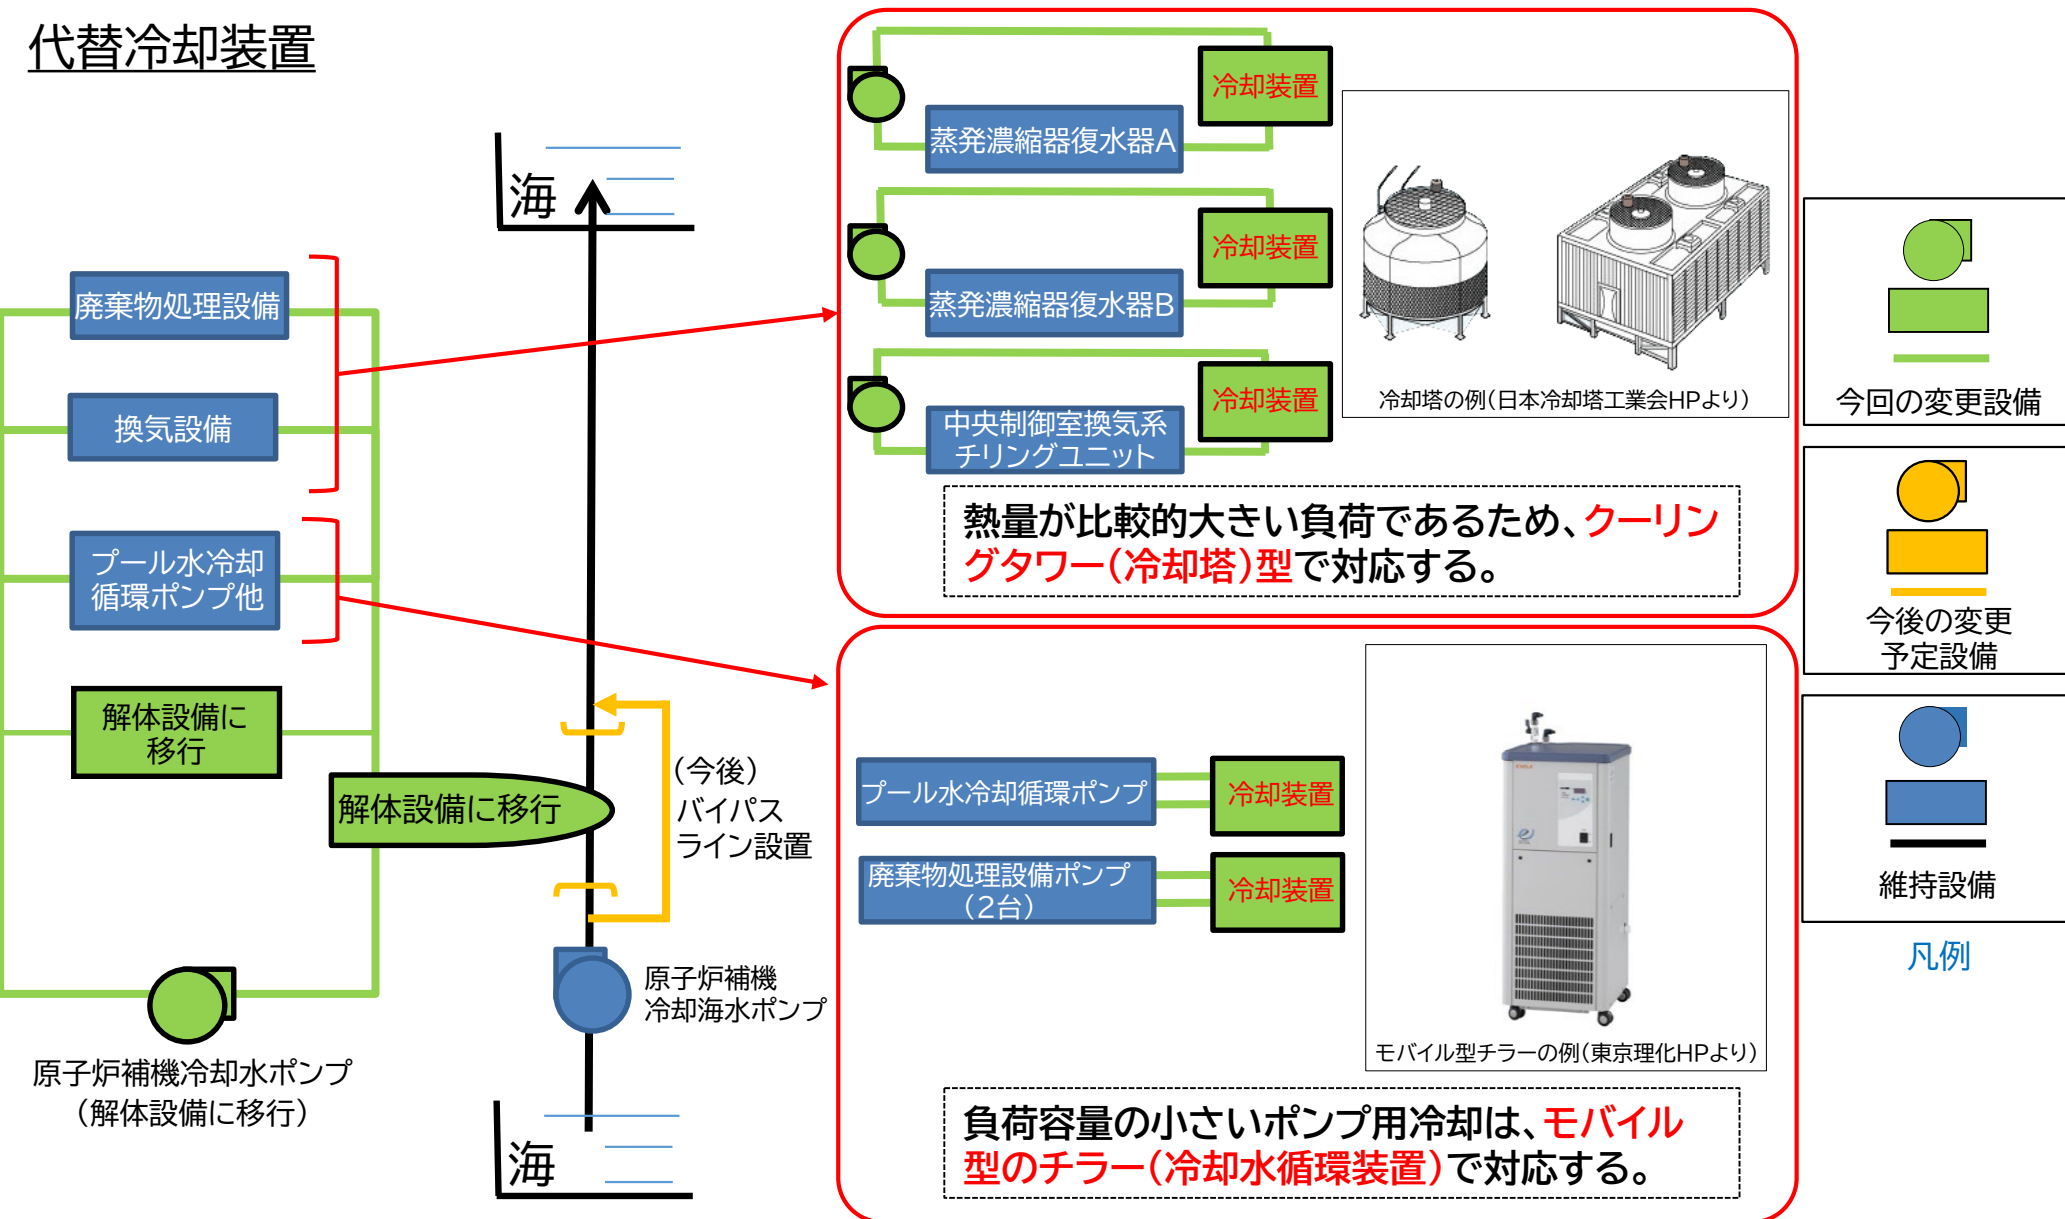 代替冷却装置
海
廃棄物処理設備
換気設備
プール水冷却
循環ポンプ他
解体設備に
移行
解体設備に移行
(今後)
バイパス
ライン設置
原子炉補機
冷却海水ポンプ
原子炉補機冷却水ポンプ
(解体設備に移行)
海
冷却装置
蒸発濃縮器復水器A
冷却装置
蒸発濃縮器復水器B
冷却装置
中央制御室換気系
チリングユニット
冷却塔の例(日本冷却塔工業会HPより)
熱量が比較的大きい負荷であるため、クーリン
グタワー(冷却塔)型で対応する。
プール水冷却循環ポンプ
冷却装置
廃棄物処理設備ポンプ
(2台)
冷却装置
モバイル型チラーの例(東京理化HPより)
負荷容量の小さいポンプ用冷却は、モバイル
型のチラー(冷却水循環装置)で対応する。
今回の変更設備
今後の変更
予定設備
維持設備
凡例